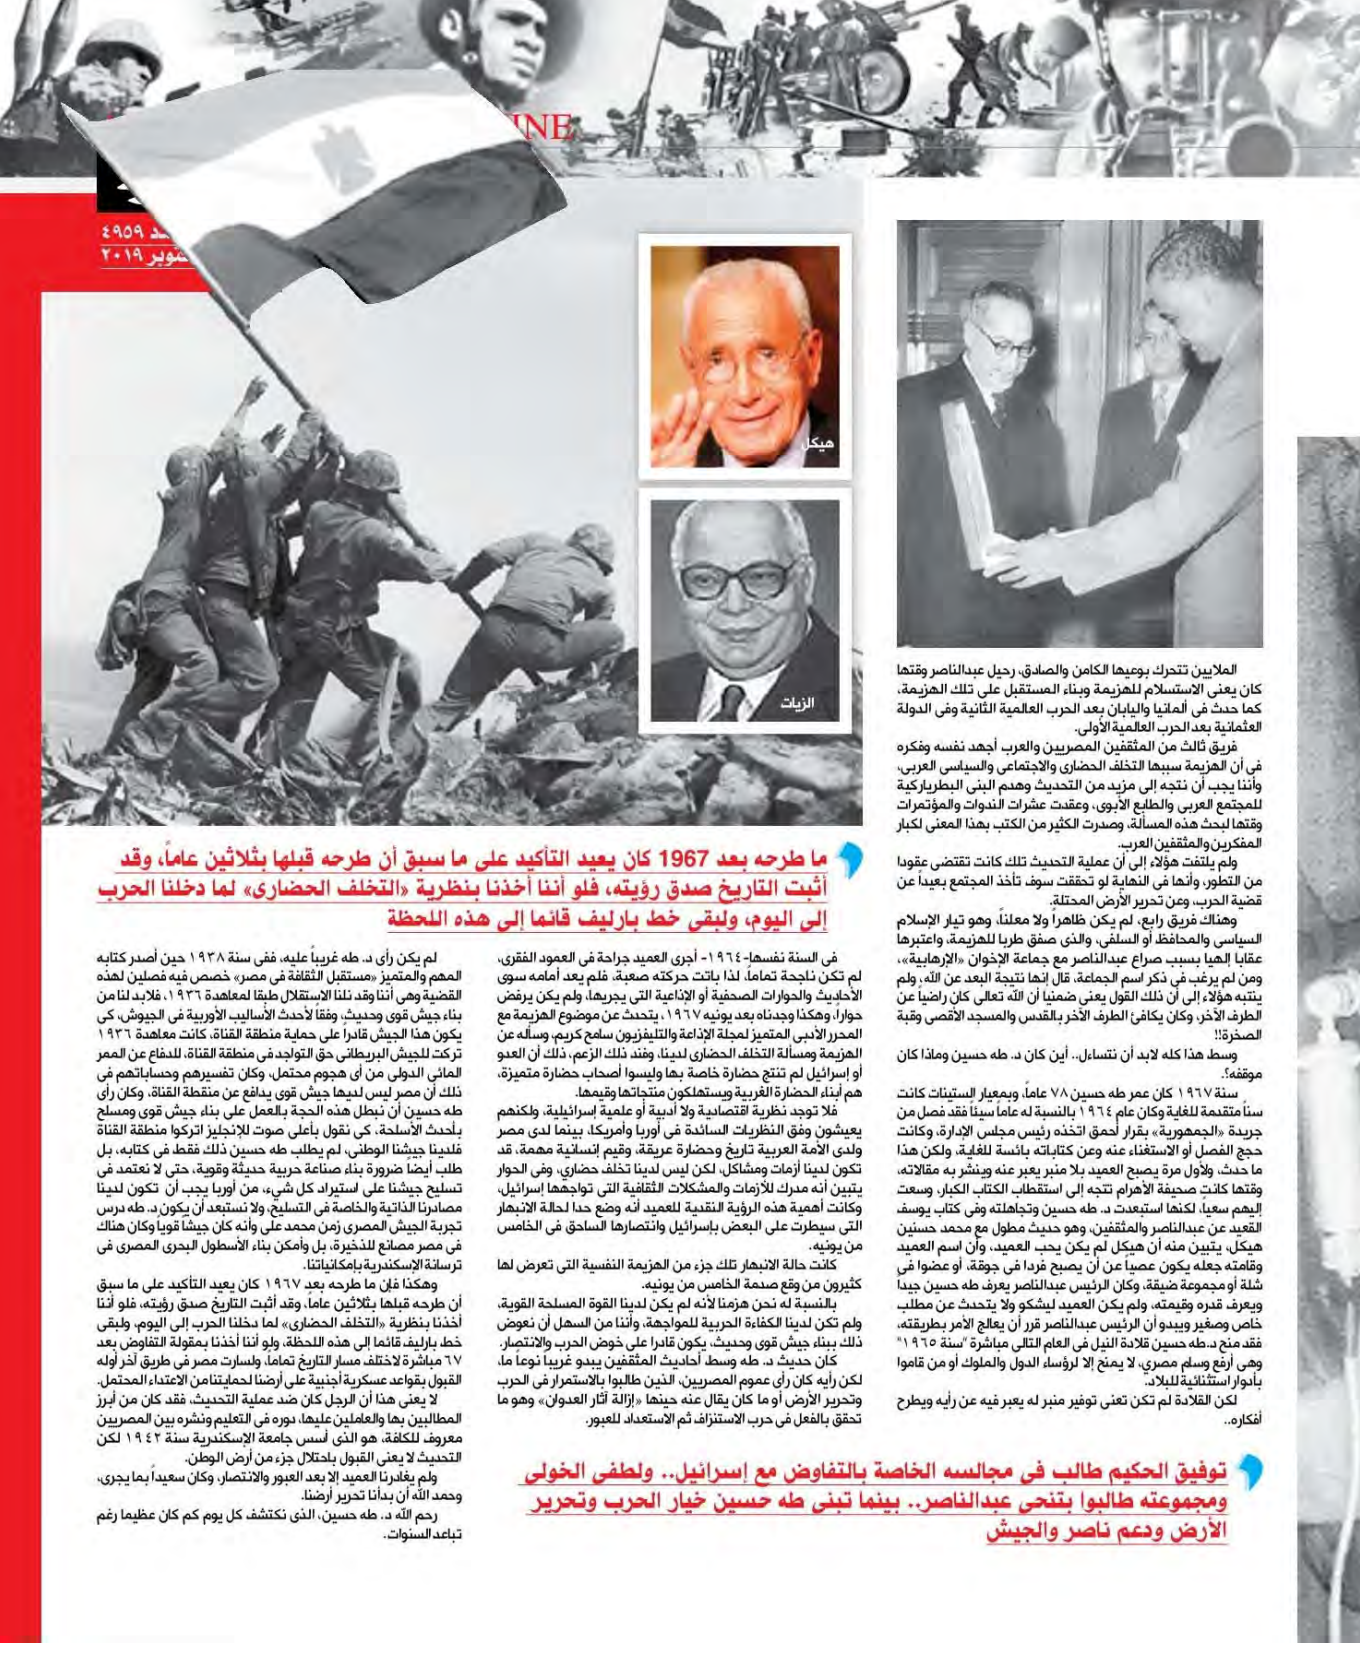 INE
ـدد ٤٩٥٩
ـتوبر ٢٠١٩
هيكل
الزيات
الملايين تتحرك بوعيها الكامن والصادق، رحيل عبدالناصر وقتها
كان يعنى الاستسلام للهزيمة وبناء المستقبل على تلك الهزيمة،
كما حدث فى ألمانيا واليابان بعد الحرب العالمية الثانية وفى الدولة
العثمانية بعد الحرب العالمية الأولى.
فريق ثالث من المثقفين المصريين والعرب أجهد نفسه وفكره
فى أن الهزيمة سببها التخلف الحضارى والاجتماعى والسياسى العربى،
وأننا يجب أن نتجه إلى مزيد من التحديث وهدم البنى البطرياركية
للمجتمع العربى والطابع الأبوى، وعقدت عشرات الندوات والمؤتمرات
وقتها لبحث هذه المسألة، وصدرت الكثير من الكتب بهذا المعنى لكبار
المفكرين والمثقفين العرب.
ولم يلتفت هؤلاء إلى أن عملية التحديث تلك كانت تقتضى عقودا
من التطور، وأنها فى النهاية لو تحققت سوف تأخذ المجتمع بعيداً عن
قضية الحرب، وعن تحرير الأرض المحتلة.
وهناك فريق رابع، لم يكن ظاهراً ولا معلناً، وهو تيار الإسلام
السياسى والمحافظ أو السلفى، والذى صفق طربا للهزيمة، واعتبرها
عقاباً إلهيا بسبب صراع عبدالناصر مع جماعة الإخوان «الإرهابية»،
ومن لم يرغب فى ذكر اسم الجماعة، قال إنها نتيجة البعد عن الله، ولم
ينتبه هؤلاء إلى أن ذلك القول يعنى ضمنياً أن الله تعالى كان راضياً عن
الطرف الآخر، وكان يكافئ الطرف الآخر بالقدس والمسجد الأقصى وقبة
الصخرة!!
وسط هذا كله لابد أن نتساءل.. أين كان د. طه حسين وماذا كان
موقفه؟.
سنة ١٩٦٧ كان عمر طه حسين ٧٨ عاماً، وبمعيار الستينات كانت
سناً متقدمة للغاية وكان عام ١٩٦٤ بالنسبة له عاماً سيئاً فقد فصل من
جريدة «الجمهورية» بقرار أحمق اتخذه رئيس مجلس الإدارة، وكانت
حجج الفصل أو الاستغناء عنه وعن كتاباته بائسة للغاية، ولكن هذا
ما حدث، ولأول مرة يصبح العميد بلا منبر يعبر عنه وينشر به مقالاته،
وقتها كانت صحيفة الأهرام تتجه إلى استقطاب الكتاب الكبار، وسعت
إليهم سعياً، لكنها استبعدت د. طه حسين وتجاهلته وفى كتاب يوسف
القعيد عن عبدالناصر والمثقفين، وهو حديث مطول مع محمد حسنين
هيكل، يتبين منه أن هيكل لم يكن يحب العميد، وأن اسم العميد
وقامته جعله يكون عصياً عن أن يصبح فردا فى جوقة، أو عضوا فى
شلة أو مجموعة ضيقة، وكان الرئيس عبدالناصر يعرف طه حسين جيداً
ويعرف قدره وقيمته، ولم يكن العميد ليشكو ولا يتحدث عن مطلب
خاص وصغير ويبدو أن الرئيس عبدالناصر قرر أن يعالج الأمر بطريقته،
فقد منح د.طه حسين قلادة النيل فى العام التالى مباشرة "سنة ١٩٦٥"
وهى أرفع وسام مصري، لا يمنح إلا لرؤساء الدول والملوك أو من قاموا
بأدوار استثنائية للبلاد.
لكن القلادة لم تكن تعنى توفير منبر له يعبر فيه عن رأيه ويطرح
أفكاره..
ما طرحه بعد 1967 كان يعيد التأكيد على ما سبق أن طرحه قبلها بثلاثين عاماً، وقد
أثبت التاريخ صدق رؤيته، فلو أننا أخذنا بنظرية «التخلف الحضارى» لما دخلنا الحرب
إلى اليوم، ولبقى خط بارليف قائما إلى هذه اللحظة
فى السنة نفسها-١٩٦٤- أجرى العميد جراحة فى العمود الفقرى،
لم تكن ناجحة تماماً، لذا باتت حركته صعبة، فلم يعد أمامه سوى
الأحاديث والحوارات الصحفية أو الإذاعية التى يجريها، ولم يكن يرفض
حواراً، وهكذا وجدناه بعد يونيه ١٩٦٧، يتحدث عن موضوع الهزيمة مع
المحرر الأدبى المتميز لمجلة الإذاعة والتليفزيون سامح كريم، وسأله عن
الهزيمة ومسألة التخلف الحضارى لدينا، وفند ذلك الزعم، ذلك أن العدو
أو إسرائيل لم تنتج حضارة خاصة بها وليسوا أصحاب حضارة متميزة،
هم أبناء الحضارة الغربية ويستهلكون منتجاتها وقيمها.
فلا توجد نظرية اقتصادية ولا أدبية أو علمية إسرائيلية، ولكنهم
يعيشون وفق النظريات السائدة فى أوربا وأمريكا، بينما لدى مصر
ولدى الأمة العربية تاريخ وحضارة عريقة، وقيم إنسانية مهمة، قد
تكون لدينا أزمات ومشاكل، لكن ليس لدينا تخلف حضاري، وفى الحوار
يتبين أنه مدرك للأزمات والمشكلات الثقافية التى تواجهها إسرائيل،
وكانت أهمية هذه الرؤية النقدية للعميد أنه وضع حدا لحالة الانبهار
التى سيطرت على البعض بإسرائيل وانتصارها الساحق فى الخامس
من يونيه.
كانت حالة الانبهار تلك جزء من الهزيمة النفسية التى تعرض لها
كثيرون من وقع صدمة الخامس من يونيه.
بالنسبة له نحن هزمنا لأنه لم يكن لدينا القوة المسلحة القوية،
ولم تكن لدينا الكفاءة الحربية للمواجهة، وأننا من السهل أن نعوض
ذلك ببناء جيش قوى وحديث، يكون قادرا على خوض الحرب والانتصار.
كان حديث د. طه وسط أحاديث المثقفين يبدو غريبا نوعاً ما،
لكن رأيه كان رأى عموم المصريين، الذين طالبوا بالاستمرار فى الحرب
وتحرير الأرض أو ما كان يقال عنه حينها «إزالة آثار العدوان» وهو ما
تحقق بالفعل فى حرب الاستنزاف ثم الاستعداد للعبور.
لم يكن رأى د. طه غريباً عليه، ففى سنة ١٩٣٨ حين أصدر كتابه
المهم والمتميز «مستقبل الثقافة فى مصر» خصص فيه فصلين لهذه
القضية وهى أننا وقد نلنا الاستقلال طبقا لمعاهدة ١٩٣٦، فلابد لنا من
بناء جيش قوى وحديث، وفقاً لأحدث الأساليب الأوربية فى الجيوش، كى
يكون هذا الجيش قادراً على حماية منطقة القناة، كانت معاهدة ١٩٣٦
تركت للجيش البريطانى حق التواجد فى منطقة القناة، للدفاع عن الممر
المائى الدولى من أى هجوم محتمل، وكان تفسيرهم وحساباتهم فى
ذلك أن مصر ليس لديها جيش قوى يدافع عن منقطة القناة، وكان رأى
طه حسين أن نبطل هذه الحجة بالعمل على بناء جيش قوى ومسلح
بأحدث الأسلحة، كى نقول بأعلى صوت للإنجليز اتركوا منطقة القناة
فلدينا جيشنا الوطنى، لم يطلب طه حسين ذلك فقط فى كتابه، بل
طلب أيضاً ضرورة بناء صناعة حربية حديثة وقوية، حتى لا نعتمد فى
تسليح جيشنا على استيراد كل شيء، من أوربا يجب أن تكون لدينا
مصادرنا الذاتية والخاصة فى التسليح، ولا نستبعد أن يكون د. طه درس
تجربة الجيش المصرى زمن محمد على وأنه كان جيشا قويا وكان هناك
فى مصر مصانع للذخيرة، بل وأمكن بناء الأسطول البحرى المصرى فى
ترسانة الإسكندرية بإمكانياتنا.
وهكذا فإن ما طرحه بعد ١٩٦٧ كان يعيد التأكيد على ما سبق
أن طرحه قبلها بثلاثين عاماً، وقد أثبت التاريخ صدق رؤيته، فلو أننا
أخذنا بنظرية «التخلف الحضارى» لما دخلنا الحرب إلى اليوم، ولبقى
خط بارليف قائما إلى هذه اللحظة، ولو أننا أخذنا بمقولة التفاوض بعد
٦٧ مباشرة لاختلف مسار التاريخ تماما، ولسارت مصر فى طريق آخر أوله
القبول بقواعد عسكرية أجنبية على أرضنا لحمايتنا من الاعتداء المحتمل.
لا يعنى هذا أن الرجل كان ضد عملية التحديث، فقد كان من أبرز
المطالبين بها والعاملين عليها، دوره فى التعليم ونشره بين المصريين
معروف للكافة، هو الذى أسس جامعة الإسكندرية سنة ١٩٤٢ لكن
التحديث لا يعنى القبول باحتلال جزء من أرض الوطن.
ولم يغادرنا العميد إلا بعد العبور والانتصار، وكان سعيداً بما يجرى،
وحمد الله أن بدأنا تحرير أرضنا.
رحم الله د. طه حسين، الذى نكتشف كل يوم كم كان عظيما رغم
تباعد السنوات.
توفيق الحكيم طالب فى مجالسه الخاصة بالتفاوض مع إسرائيل.. ولطفى الخولى
ومجموعته طالبوا بتنحى عبدالناصر.. بينما تبنى طه حسين خيار الحرب وتحرير
الأرض ودعم ناصر والجيش